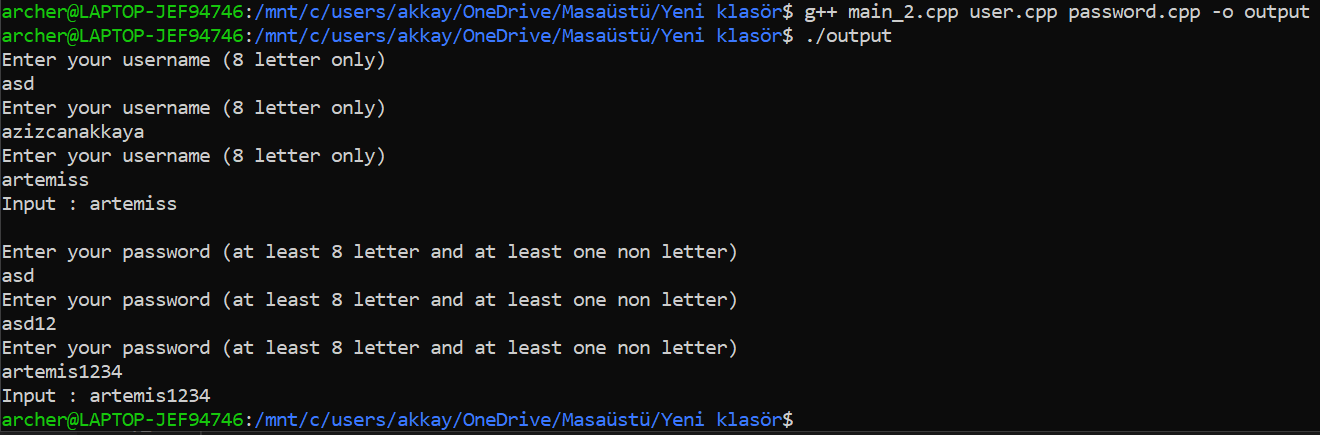 archer@LAPTOP-JEF94746:/mnt/c/users/akkay/OneDrive/Masaüstü/Yeni klasör$ g++ main_2.cpp user.cpp password.cpp -o output
archer@LAPTOP-JEF94746:/mnt/c/users/akkay/OneDrive/Masaüstü/Yeni klasör$ ./output
Enter your username (8 letter only)
asd
Enter your username (8 letter only)
azizcanakkaya
Enter your username (8 letter only)
artemiss
Input : artemiss

Enter your password (at least 8 letter and at least one non letter)
asd
Enter your password (at least 8 letter and at least one non letter)
asd12
Enter your password (at least 8 letter and at least one non letter)
artemis1234
Input : artemis1234
archer@LAPTOP-JEF94746:/mnt/c/users/akkay/OneDrive/Masaüstü/Yeni klasör$